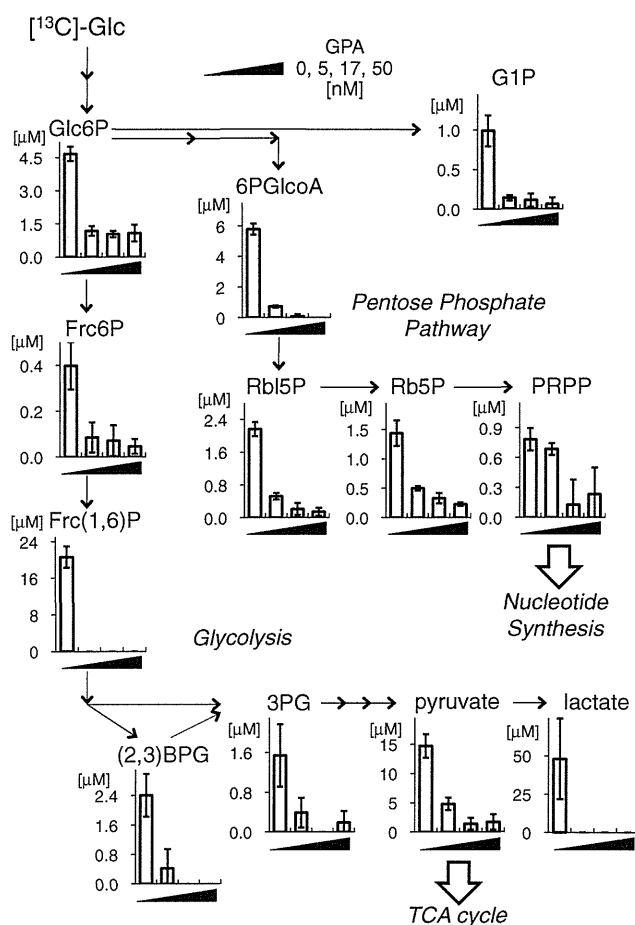 [¹³C]-Glc
GPA
0, 5, 17, 50
[nM]
G1P
[μM]
1.0
0.5
0.0
Glc6P
[μM]
4.5
3.0
1.5
0.0
6PGlcoA
[μM]
6
4
2
0
Pentose Phosphate
Pathway
Frc6P
[μM]
0.4
0.2
0.0
Rbl5P
[μM]
2.4
1.6
0.8
0.0
Rb5P
[μM]
1.5
1.0
0.5
0.0
PRPP
[μM]
0.9
0.6
0.3
0.0
Nucleotide
Synthesis
[μM] Frc(1,6)P
24
16
8
0
Glycolysis
(2,3)BPG
[μM]
2.4
1.6
0.8
0.0
3PG
[μM]
1.6
0.8
0.0
pyruvate
[μM]
15
10
5
0
lactate
[μM]
50
25
0
TCA cycle